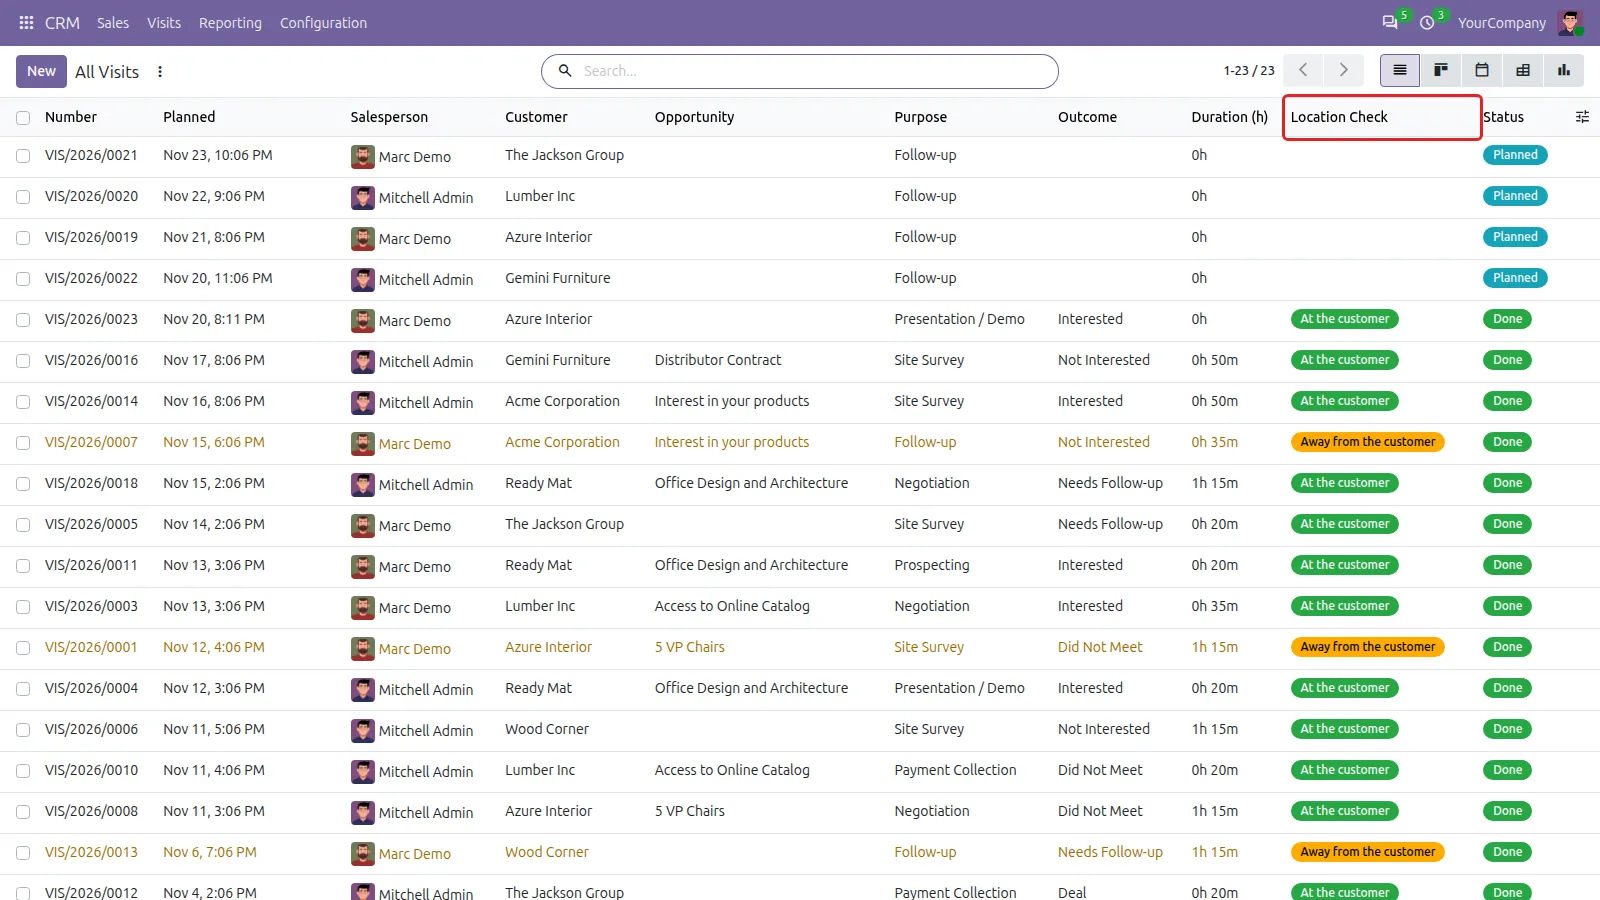 CRM Sales Visits Reporting Configuration 5 3 YourCompany
New All Visits Search... 1-23 / 23
Number Planned Salesperson Customer Opportunity Purpose Outcome Duration (h) Location Check Status
VIS/2026/0021 Nov 23, 10:06 PM Marc Demo The Jackson Group Follow-up 0h Planned
VIS/2026/0020 Nov 22, 9:06 PM Mitchell Admin Lumber Inc Follow-up 0h Planned
VIS/2026/0019 Nov 21, 8:06 PM Marc Demo Azure Interior Follow-up 0h Planned
VIS/2026/0022 Nov 20, 11:06 PM Mitchell Admin Gemini Furniture Follow-up 0h Planned
VIS/2026/0023 Nov 20, 8:11 PM Marc Demo Azure Interior Presentation / Demo Interested 0h At the customer Done
VIS/2026/0016 Nov 17, 8:06 PM Mitchell Admin Gemini Furniture Distributor Contract Site Survey Not Interested 0h 50m At the customer Done
VIS/2026/0014 Nov 16, 8:06 PM Mitchell Admin Acme Corporation Interest in your products Site Survey Interested 0h 50m At the customer Done
VIS/2026/0007 Nov 15, 6:06 PM Marc Demo Acme Corporation Interest in your products Follow-up Not Interested 0h 35m Away from the customer Done
VIS/2026/0018 Nov 15, 2:06 PM Mitchell Admin Ready Mat Office Design and Architecture Negotiation Needs Follow-up 1h 15m At the customer Done
VIS/2026/0005 Nov 14, 2:06 PM Marc Demo The Jackson Group Site Survey Needs Follow-up 0h 20m At the customer Done
VIS/2026/0011 Nov 13, 3:06 PM Marc Demo Ready Mat Office Design and Architecture Prospecting Interested 0h 20m At the customer Done
VIS/2026/0003 Nov 13, 3:06 PM Marc Demo Lumber Inc Access to Online Catalog Negotiation Interested 0h 35m At the customer Done
VIS/2026/0001 Nov 12, 4:06 PM Marc Demo Azure Interior 5 VP Chairs Site Survey Did Not Meet 1h 15m Away from the customer Done
VIS/2026/0004 Nov 12, 3:06 PM Mitchell Admin Ready Mat Office Design and Architecture Presentation / Demo Interested 0h 20m At the customer Done
VIS/2026/0006 Nov 11, 5:06 PM Mitchell Admin Wood Corner Site Survey Not Interested 1h 15m At the customer Done
VIS/2026/0010 Nov 11, 4:06 PM Mitchell Admin Lumber Inc Access to Online Catalog Payment Collection Did Not Meet 0h 20m At the customer Done
VIS/2026/0008 Nov 11, 3:06 PM Mitchell Admin Azure Interior 5 VP Chairs Negotiation Did Not Meet 1h 15m At the customer Done
VIS/2026/0013 Nov 6, 7:06 PM Marc Demo Wood Corner Follow-up Needs Follow-up 1h 15m Away from the customer Done
VIS/2026/0012 Nov 4, 2:06 PM Mitchell Admin The Jackson Group Payment Collection Deal 0h 20m At the customer Done